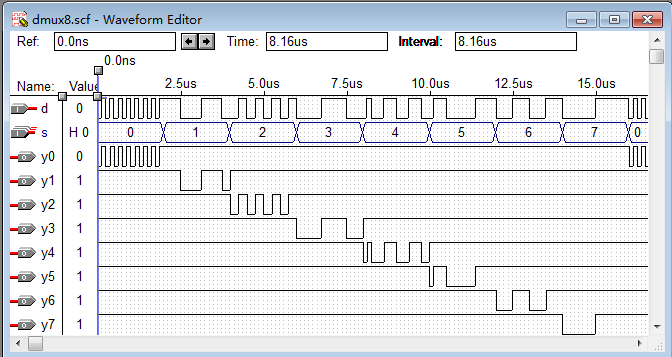 dmux8.scf - Waveform Editor
Ref: 0.0ns Time: 8.16us Interval: 8.16us
0.0ns
Name: Value 2.5us 5.0us 7.5us 10.0us 12.5us 15.0us
d 0
s H 0 0 1 2 3 4 5 6 7 0
y0 0
y1 1
y2 1
y3 1
y4 1
y5 1
y6 1
y7 1